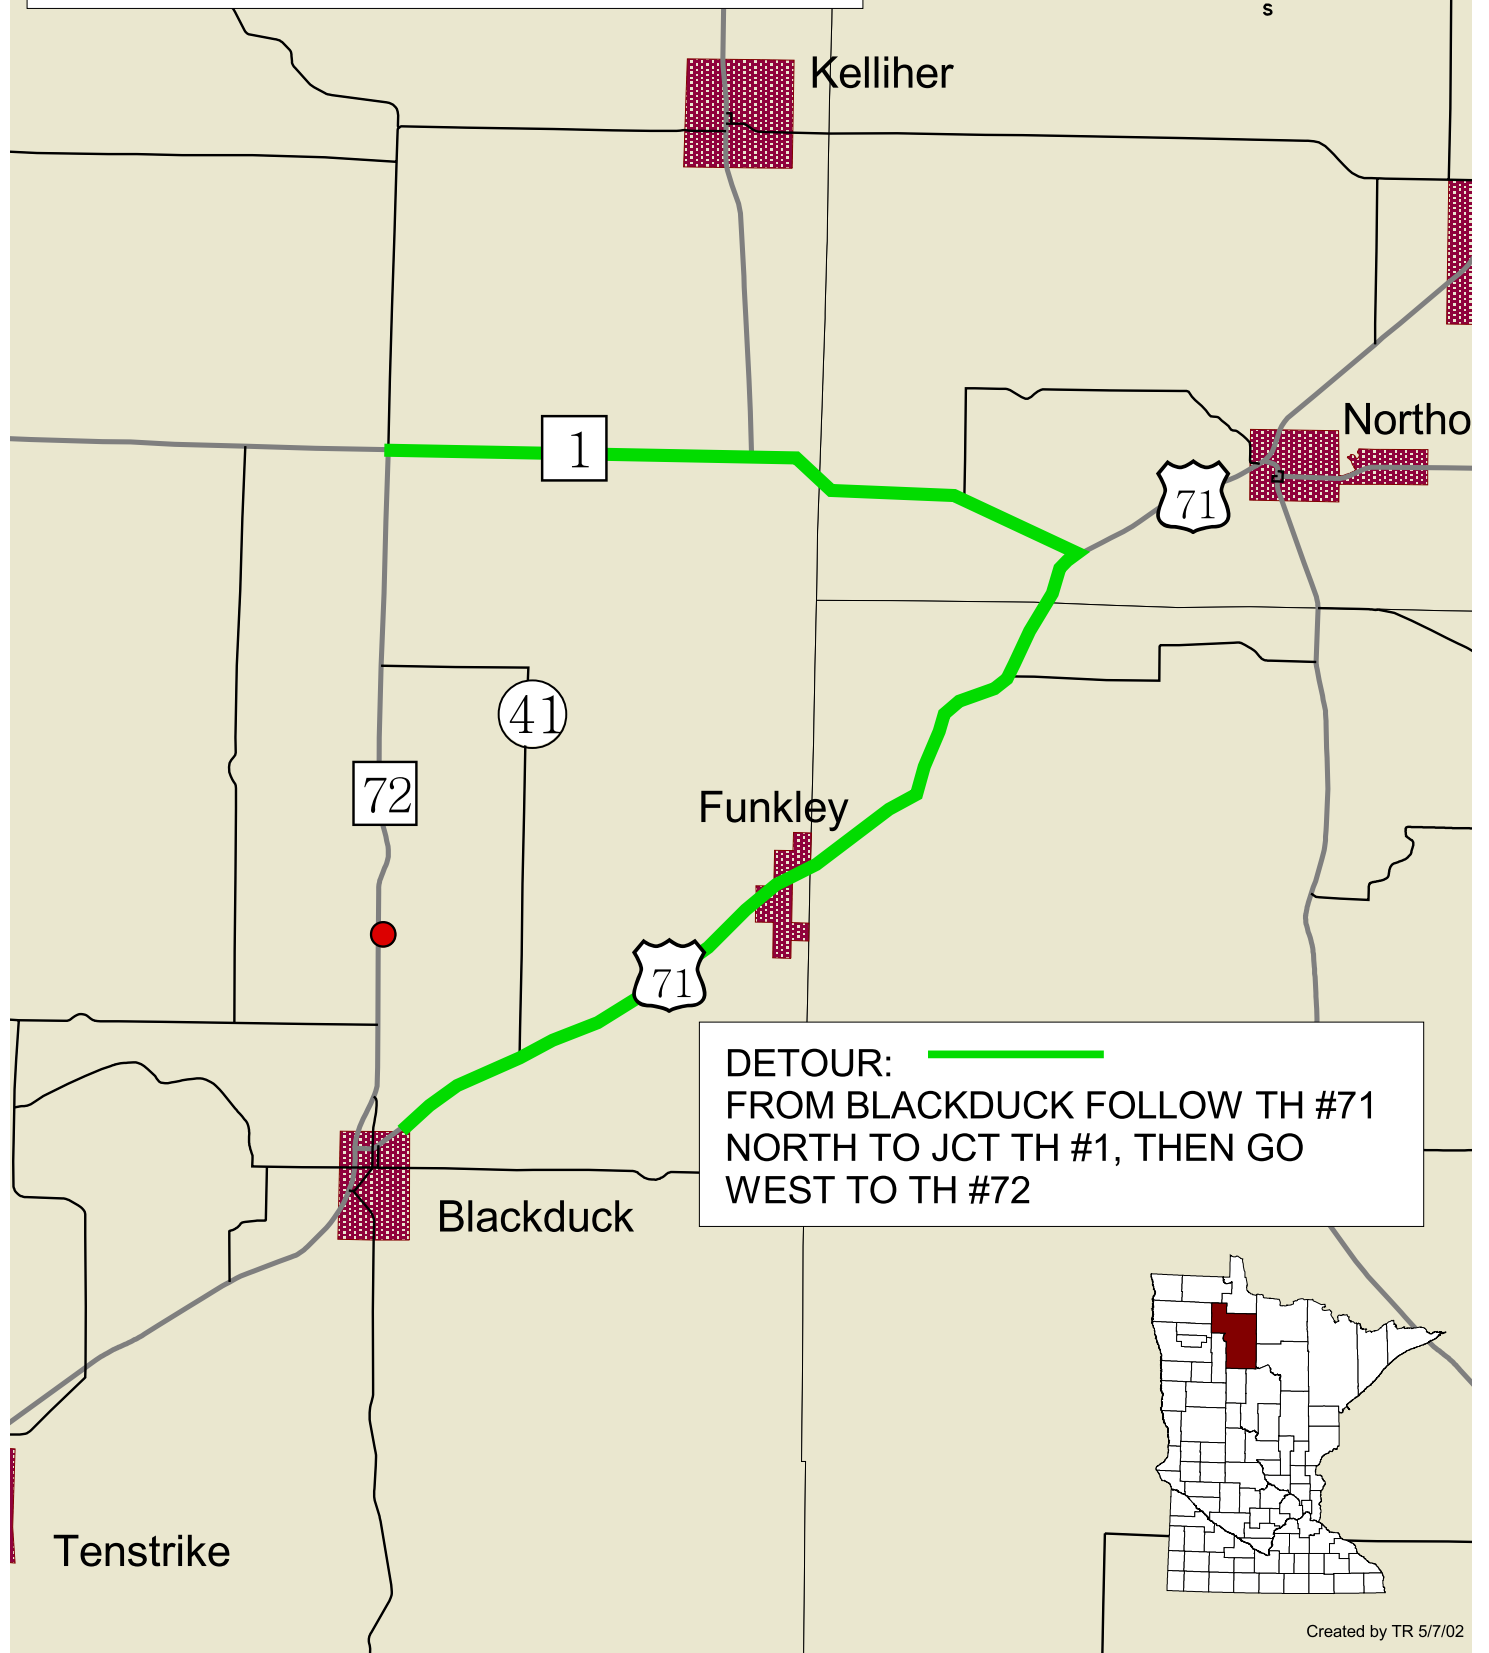 s
Kelliher
Northo
1
71
41
72
Funkley
71
DETOUR:
FROM BLACKDUCK FOLLOW TH #71
NORTH TO JCT TH #1, THEN GO
WEST TO TH #72
Blackduck
Tenstrike
Created by TR 5/7/02